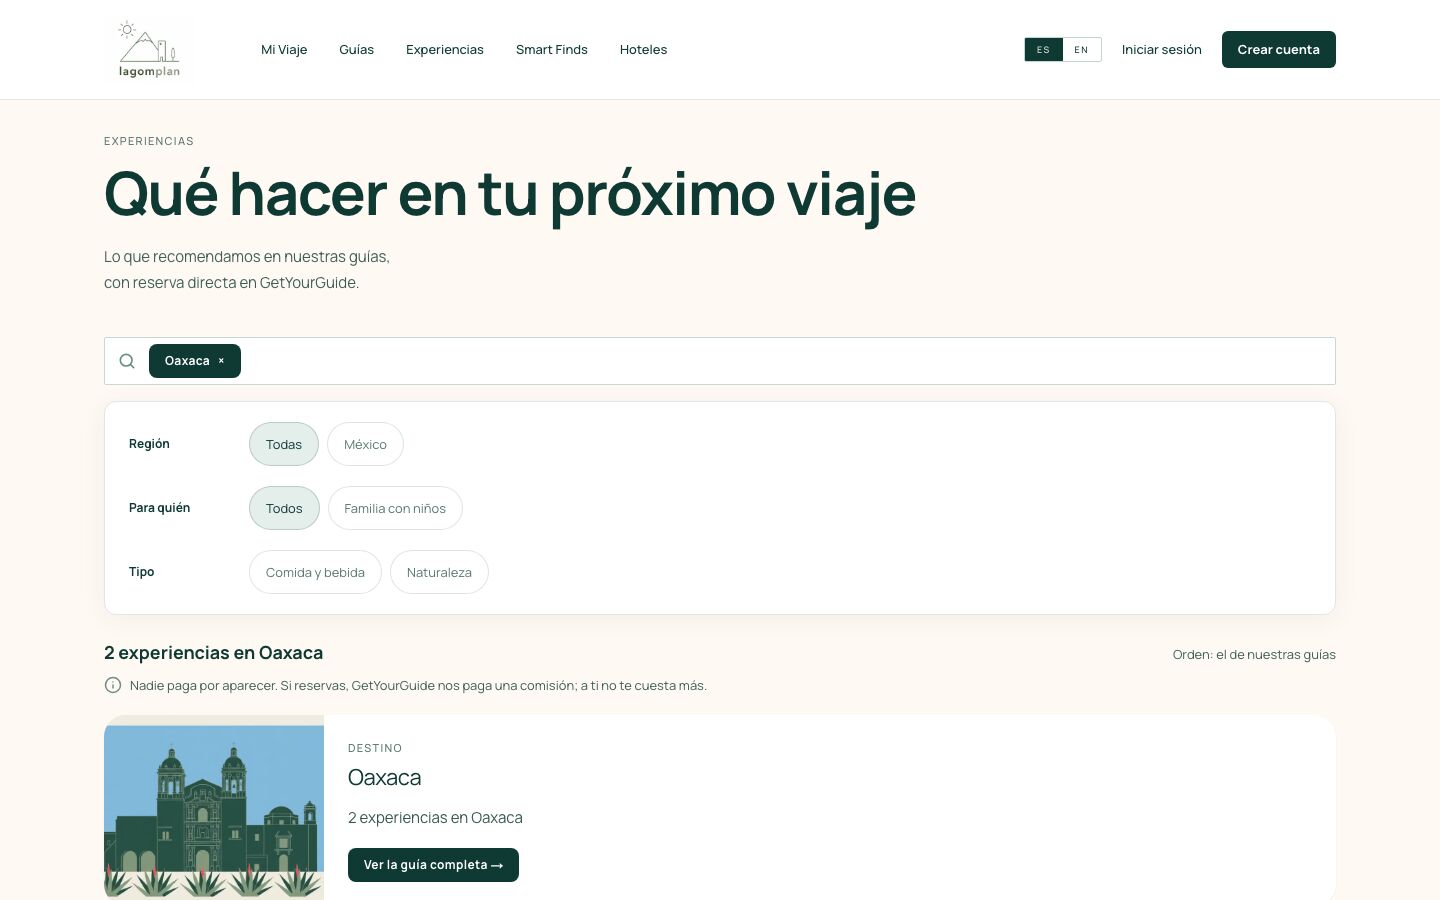 lagomplan
Mi Viaje
Guías
Experiencias
Smart Finds
Hoteles
ES
EN
Iniciar sesión
Crear cuenta
EXPERIENCIAS
Qué hacer en tu próximo viaje
Lo que recomendamos en nuestras guías,
con reserva directa en GetYourGuide.
Oaxaca ×
Región
Todas
México
Para quién
Todos
Familia con niños
Tipo
Comida y bebida
Naturaleza
2 experiencias en Oaxaca
Orden: el de nuestras guías
Nadie paga por aparecer. Si reservas, GetYourGuide nos paga una comisión; a ti no te cuesta más.
DESTINO
Oaxaca
2 experiencias en Oaxaca
Ver la guía completa →